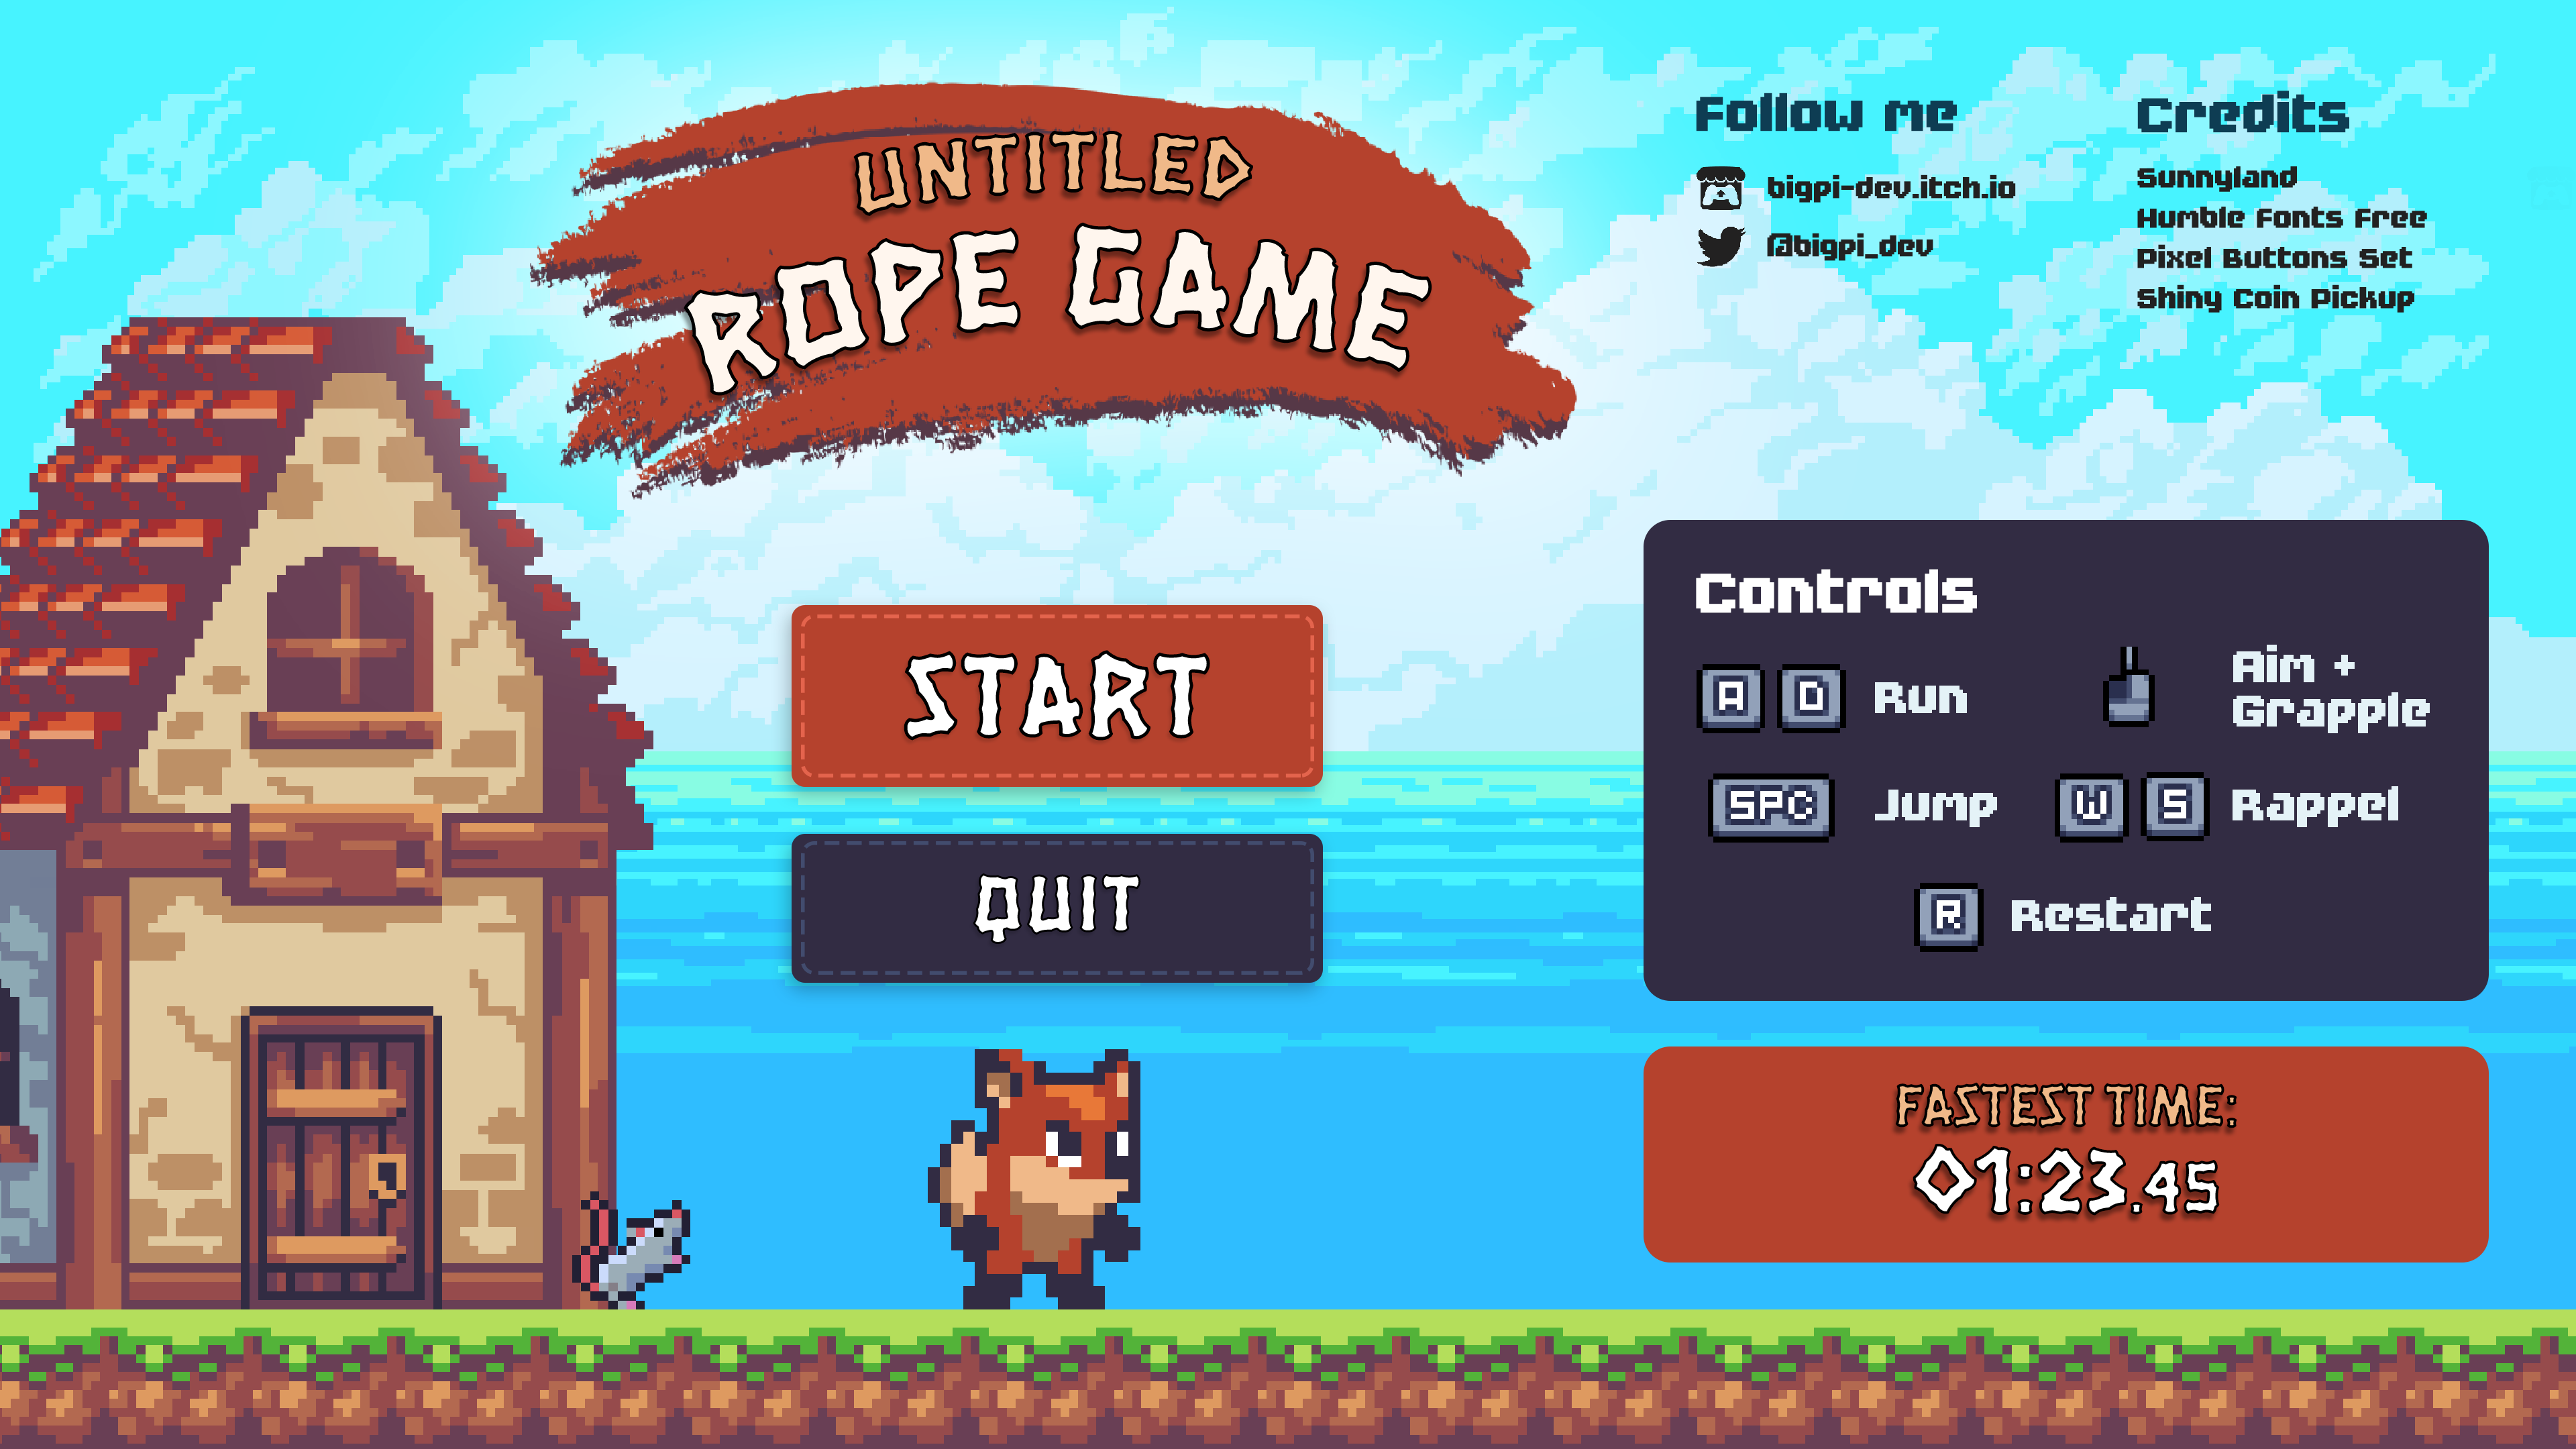 UNTITLED
ROPE GAME
START
QUIT
Follow me
bigpi-dev.itch.io
@bigpi_dev
Credits
Sunnyland
Humble Fonts Free
Pixel Buttons Set
Shiny Coin Pickup
Controls
A D Run
Aim +
Grapple
SPC Jump
W S Rappel
R Restart
FASTEST TIME:
01:23.45